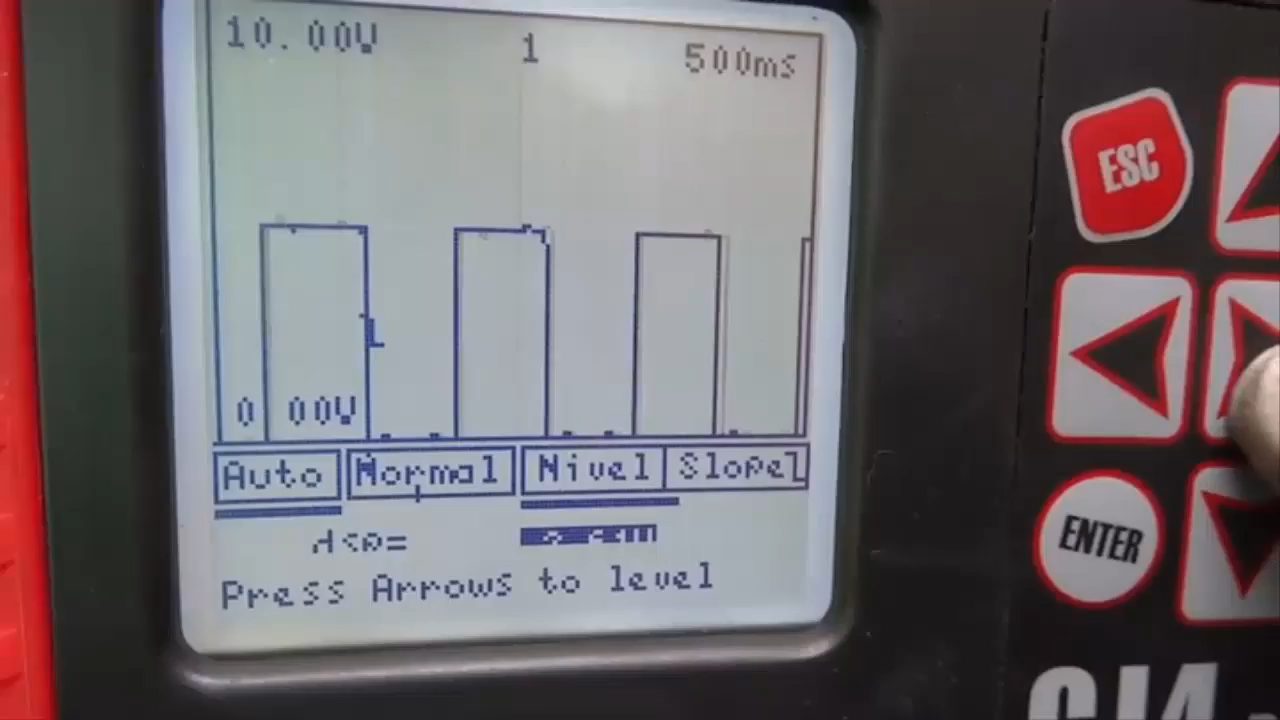 10.00V 1 500ms
ESC
0 00V
Auto Normal Nivel Slope
ENTER
Press Arrows to level